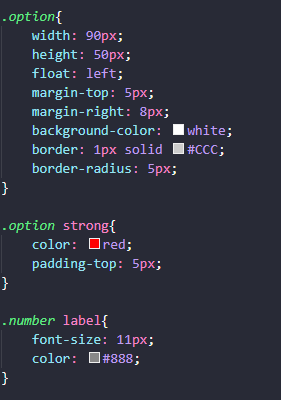 .option{
width: 90px;
height: 50px;
float: left;
margin-top: 5px;
margin-right: 8px;
background-color: white;
border: 1px solid #CCC;
border-radius: 5px;
}
.option strong{
color: red;
padding-top: 5px;
}
.number label{
font-size: 11px;
color: #888;
}